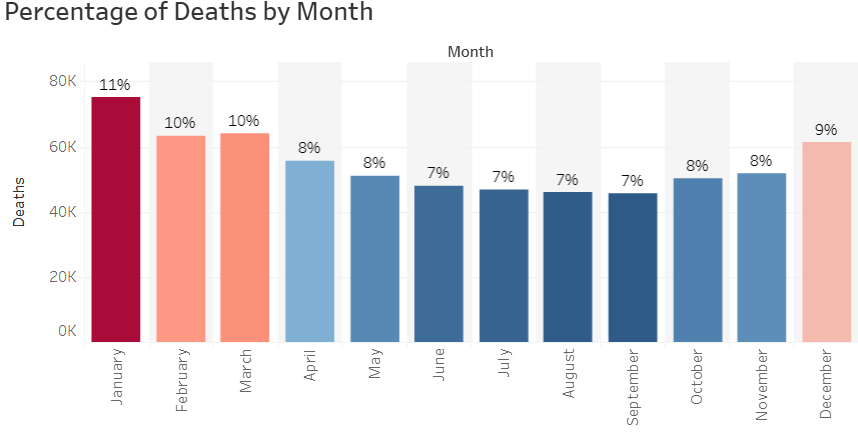 Percentage of Deaths by Month
Month
80K
60K
40K
20K
0K
Deaths
11%
10%
10%
8%
8%
7%
7%
7%
7%
8%
8%
9%
January
February
March
April
May
June
July
August
September
October
November
December